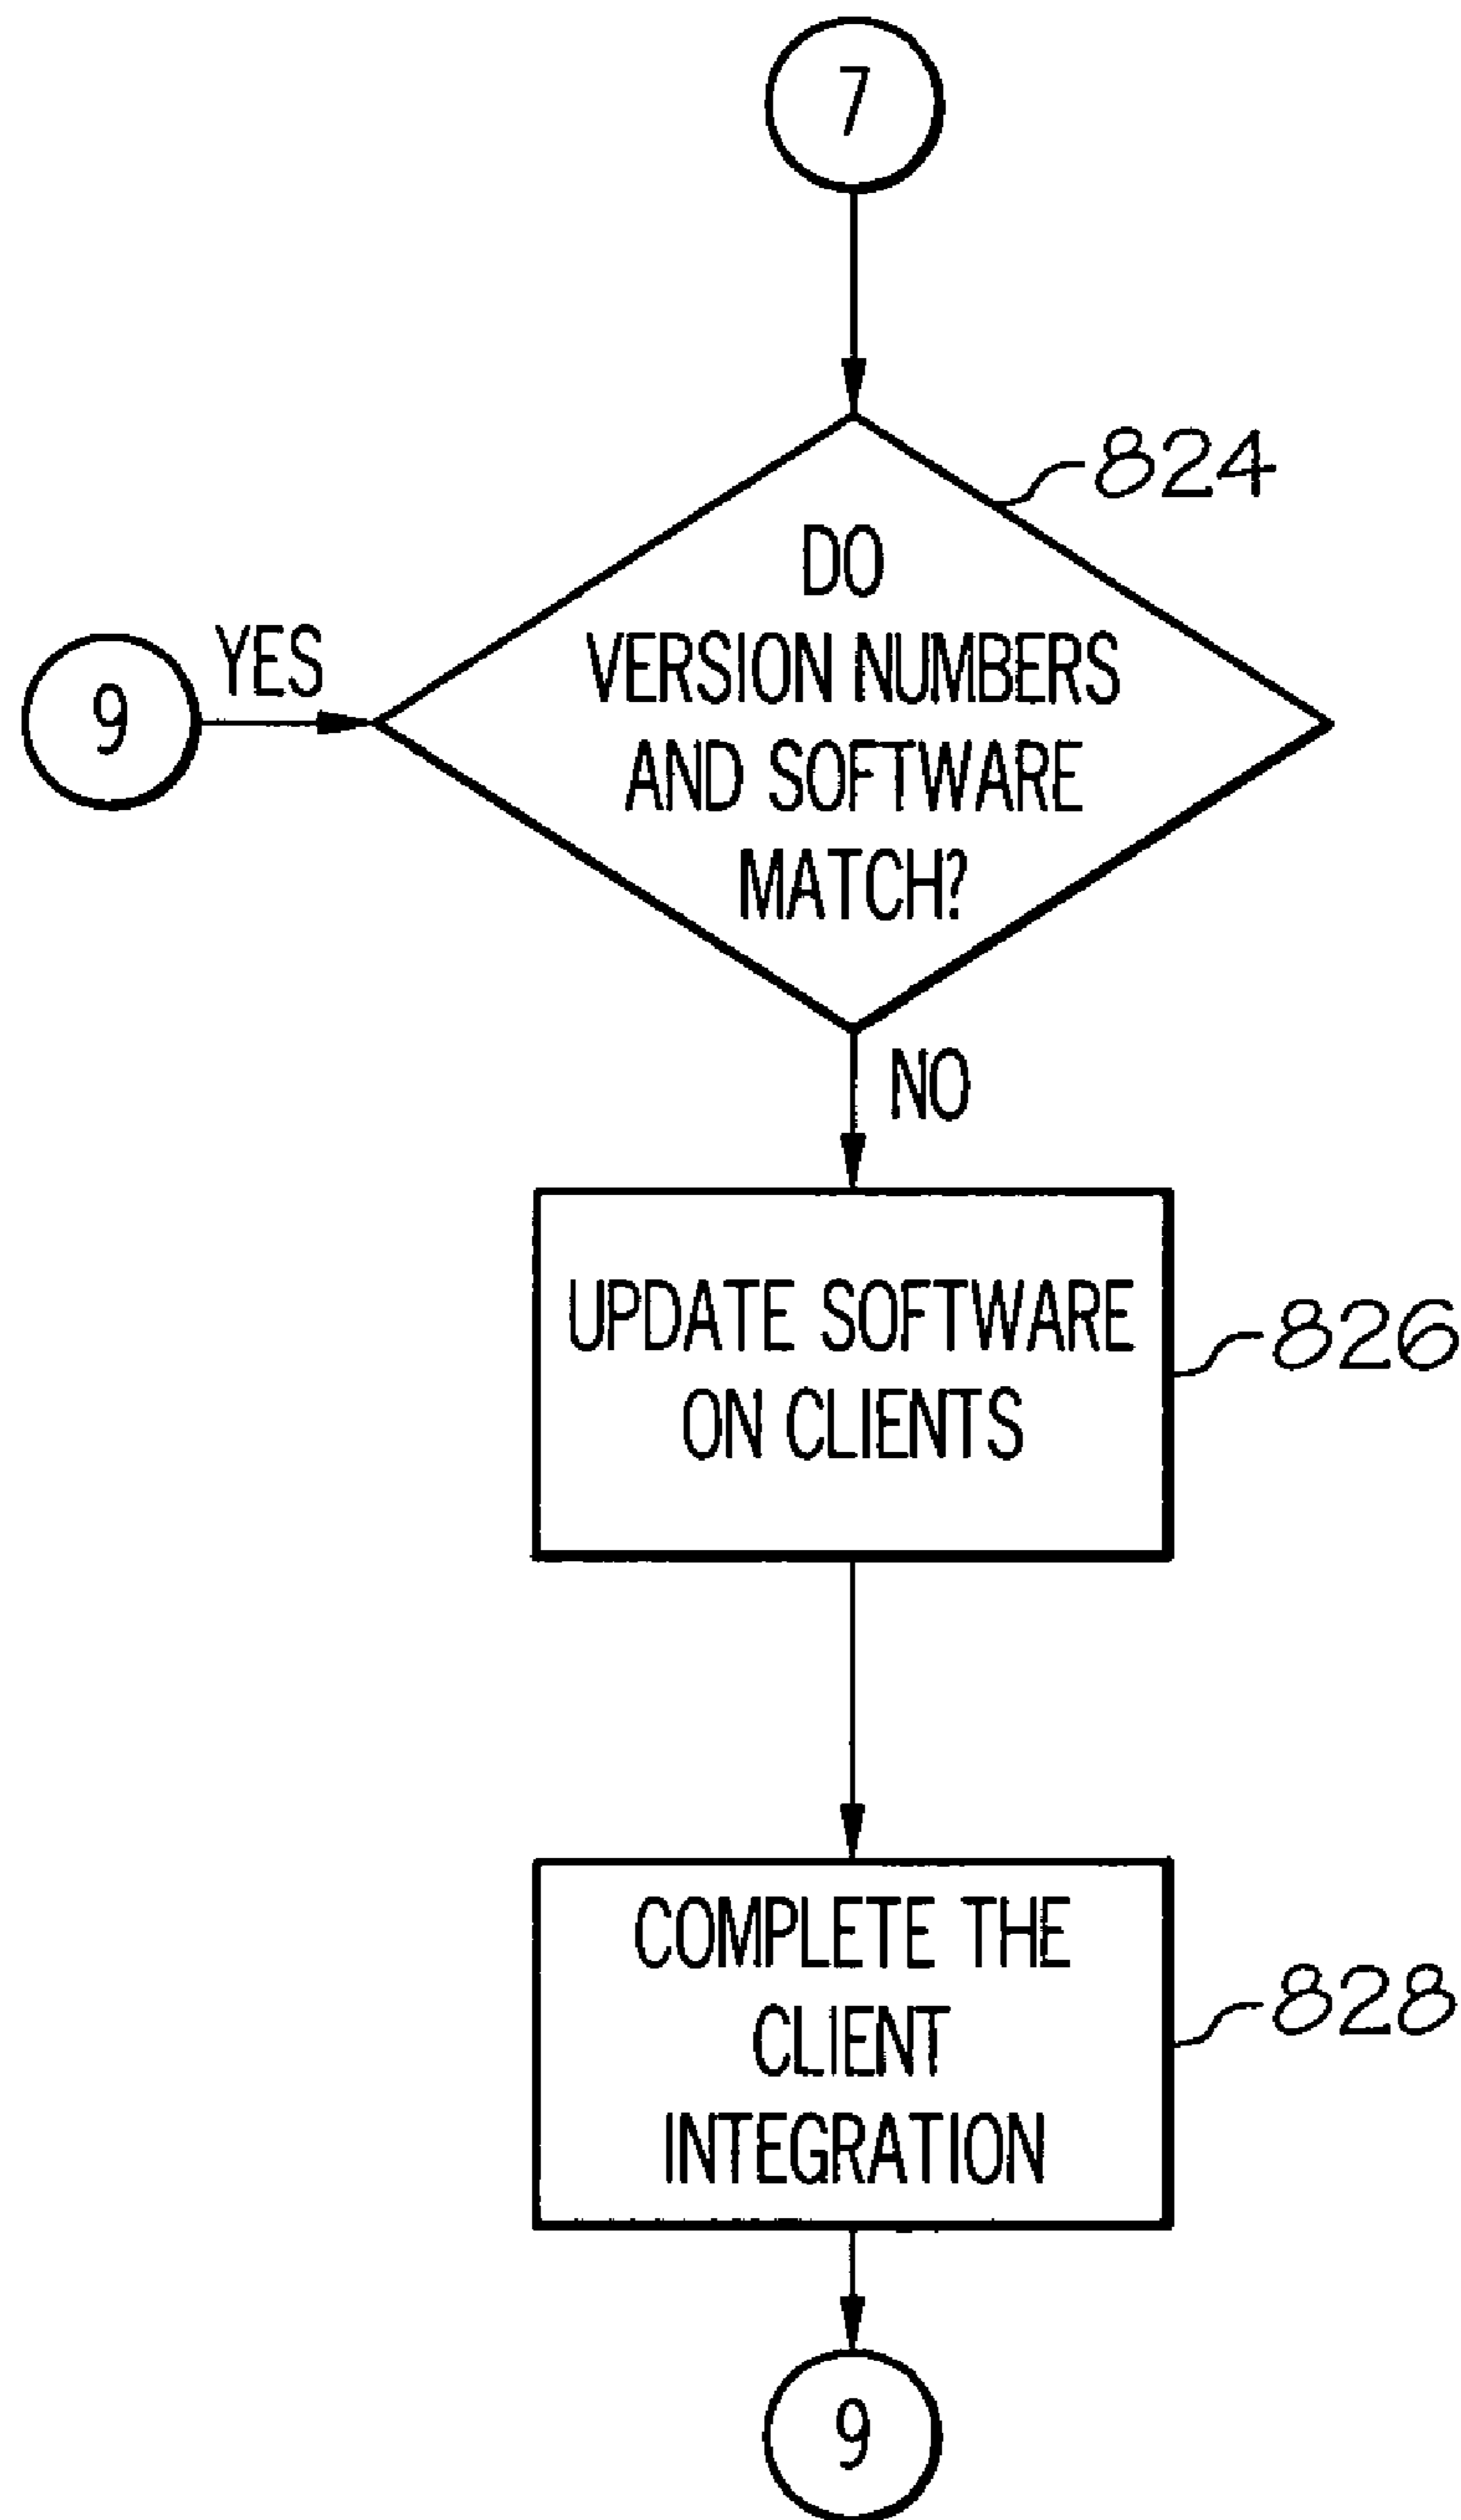 7
824
DO
VERSION NUMBERS
AND SOFTWARE
MATCH?
YES
9
NO
UPDATE SOFTWARE
ON CLIENTS
826
COMPLETE THE
CLIENT
INTEGRATION
828
9